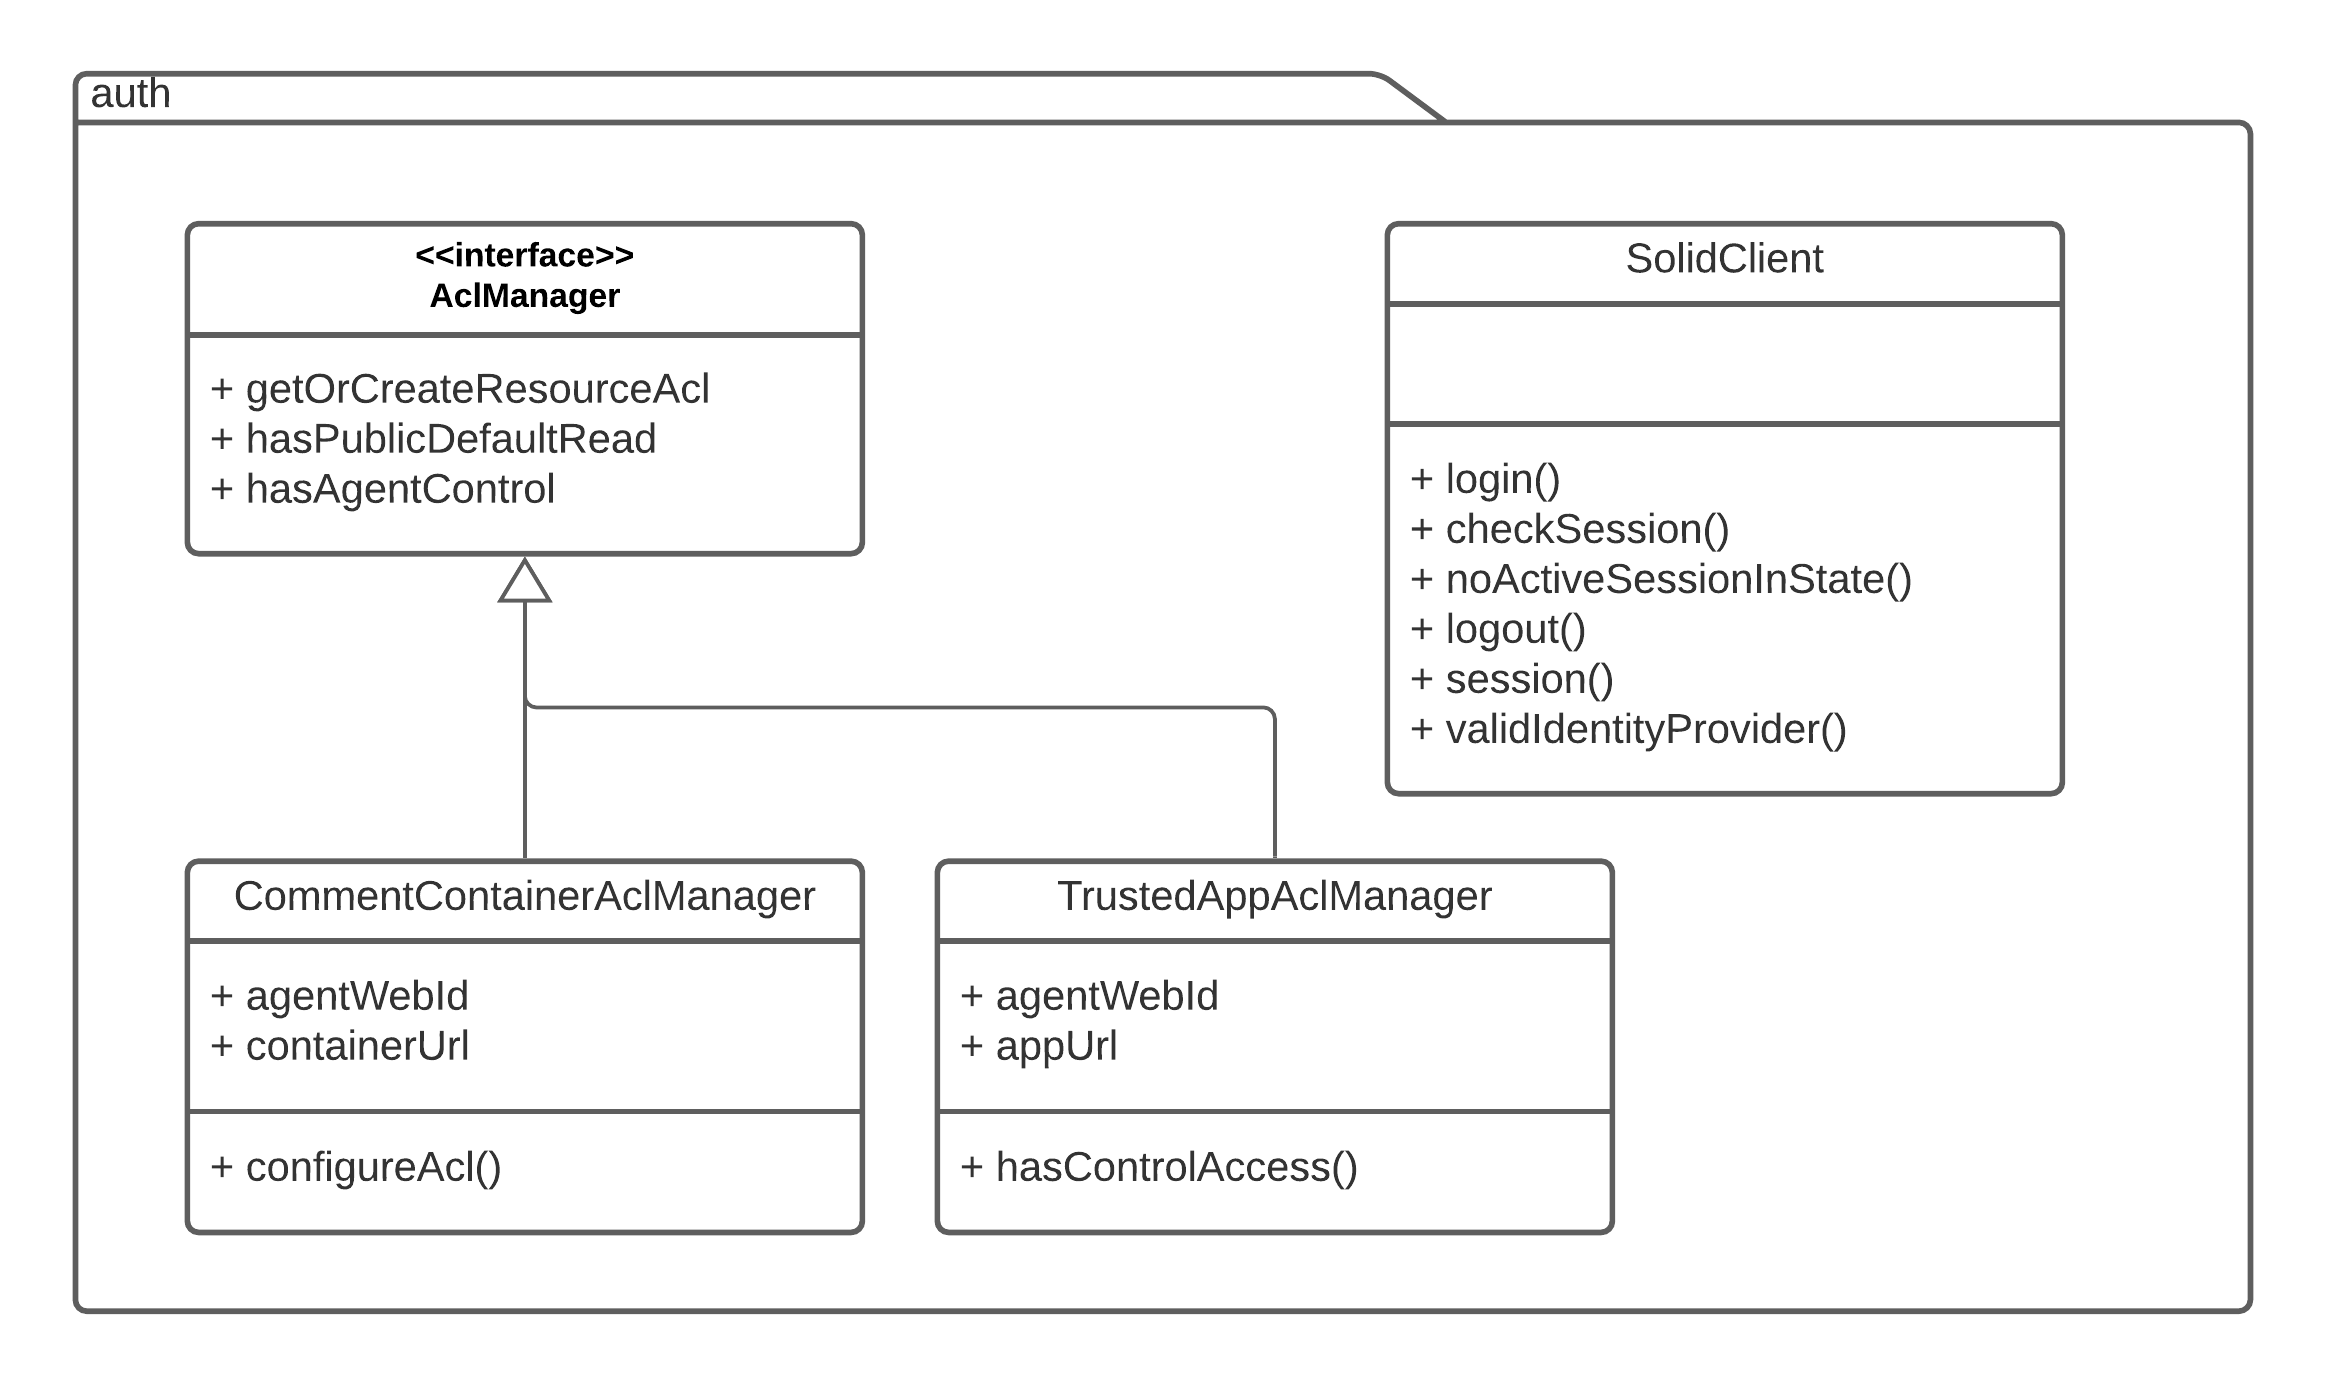 auth
<<interface>>
AclManager
+ getOrCreateResourceAcl
+ hasPublicDefaultRead
+ hasAgentControl
SolidClient
+ login()
+ checkSession()
+ noActiveSessionInState()
+ logout()
+ session()
+ validIdentityProvider()
CommentContainerAclManager
+ agentWebId
+ containerUrl
+ configureAcl()
TrustedAppAclManager
+ agentWebId
+ appUrl
+ hasControlAccess()